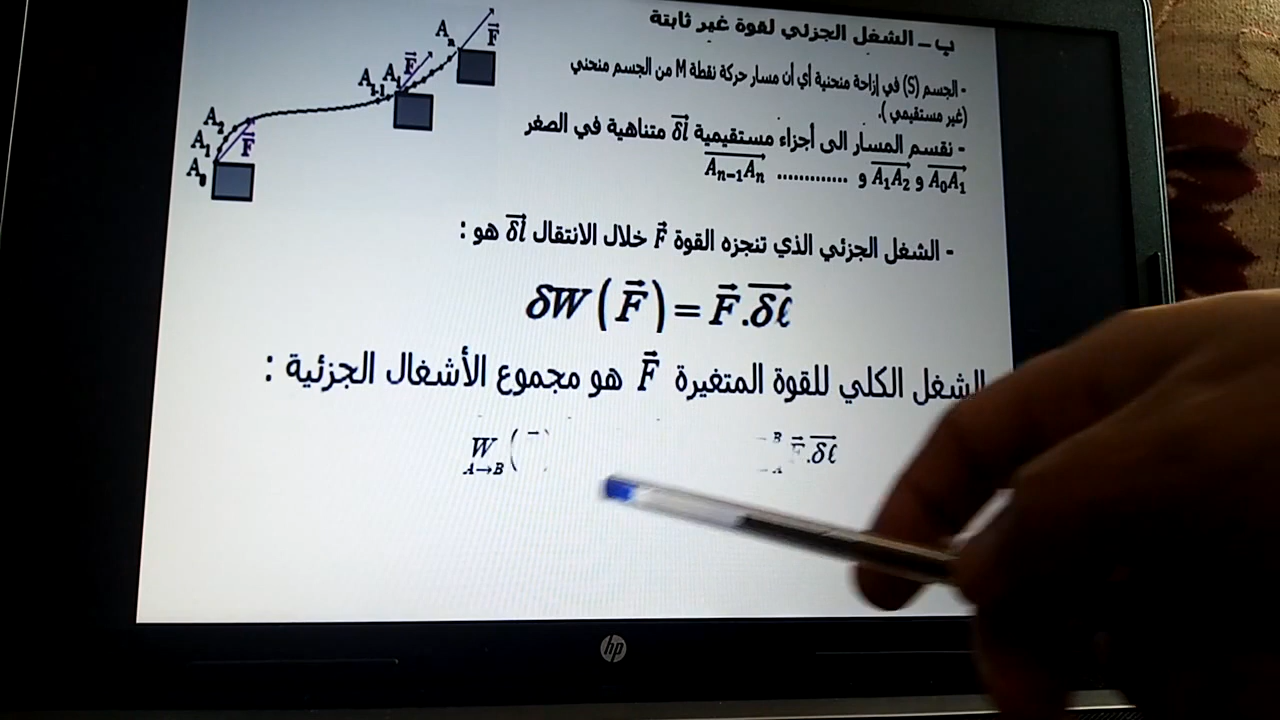 ب – الشغل الجزئي لقوة غير ثابتة
- الجسم (S) في إزاحة منحنية أي أن مسار حركة نقطة M من الجسم منحني
(غير مستقيمي ).
- نقسم المسار الى أجزاء مستقيمية δl⃗ متناهية في الصغر
A₀A₁⃗ و A₁A₂⃗ و ............. Aₙ₋₁Aₙ⃗
- الشغل الجزئي الذي تنجزه القوة F⃗ خلال الانتقال δl⃗ هو :
δW(F⃗) = F⃗.δℓ⃗
الشغل الكلي للقوة المتغيرة F⃗ هو مجموع الأشغال الجزئية :
W A→B ( B A F⃗.δℓ⃗
Aₙ F⃗
Aᵢ₋₁ Aᵢ F⃗
A₂
A₁ F⃗
A₀
hp